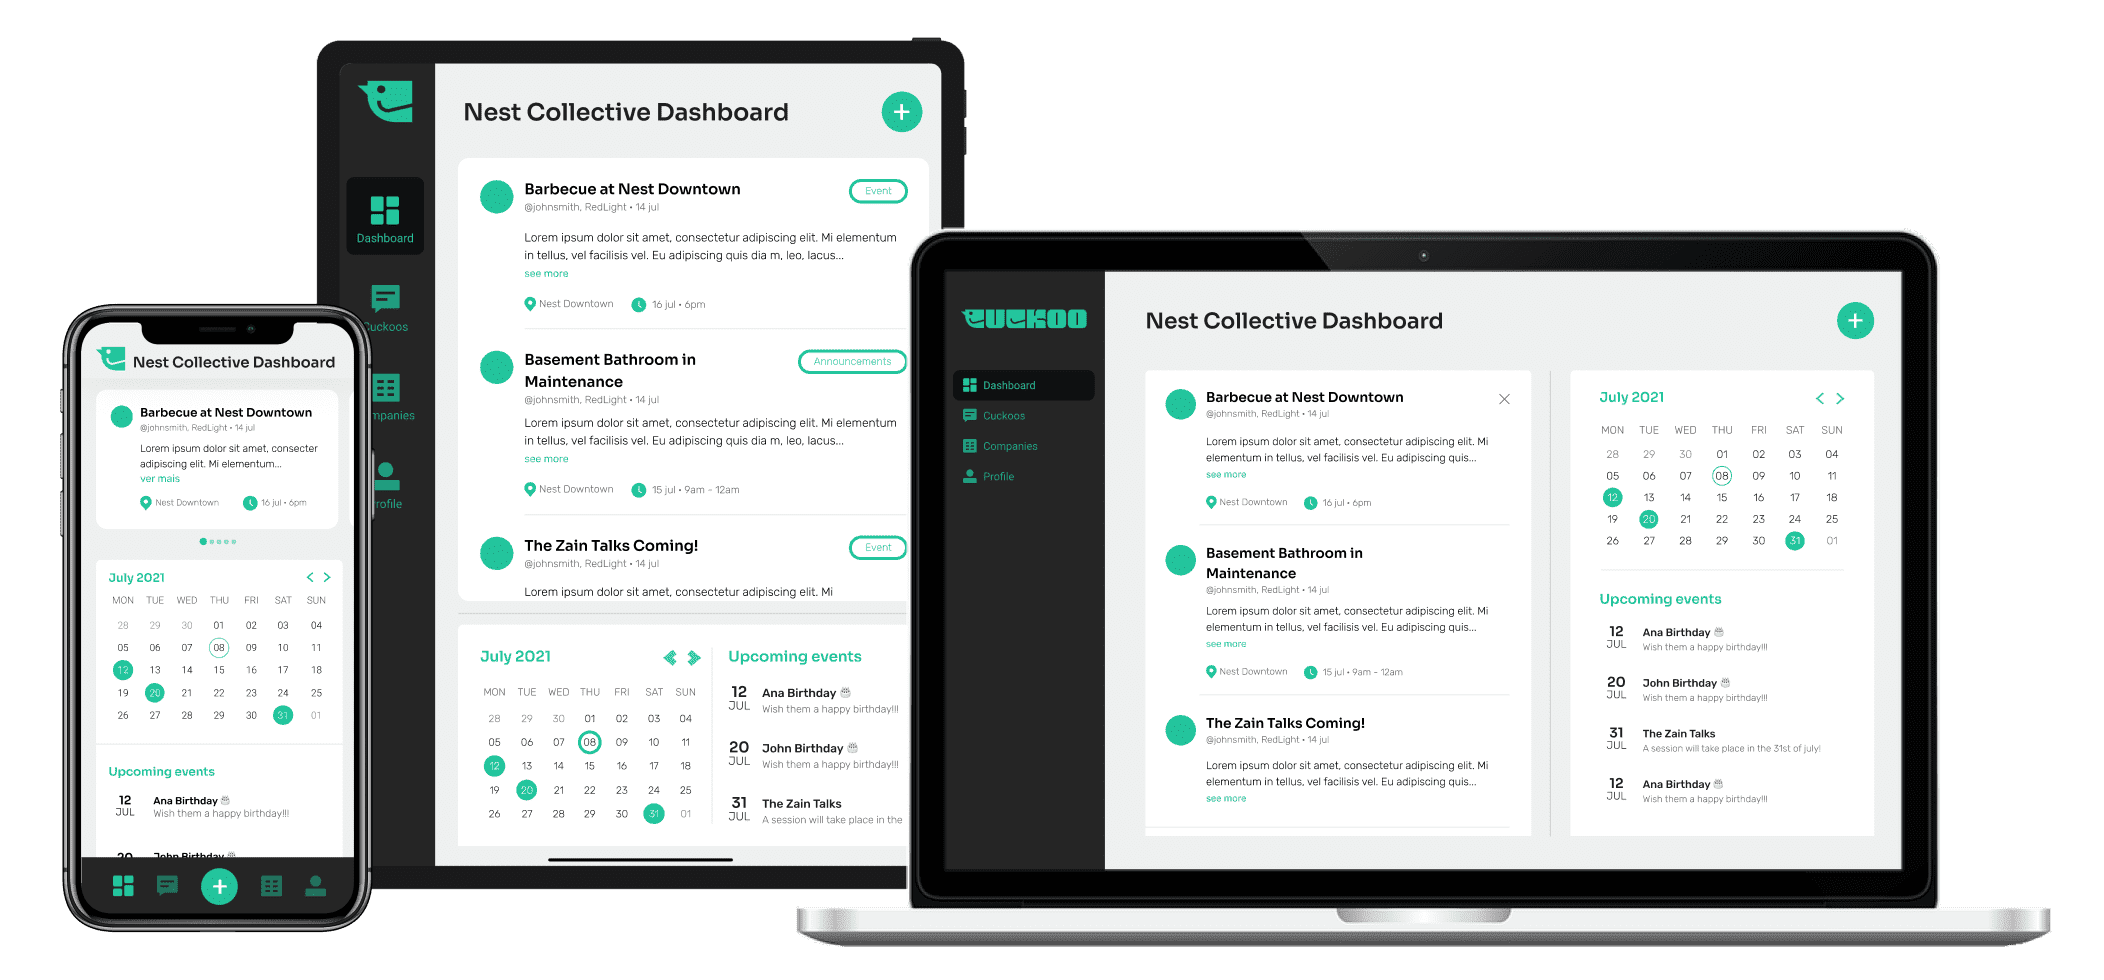 Nest Collective Dashboard
Barbecue at Nest Downtown
@johnsmith, RedLight • 14 jul
Lorem ipsum dolor sit amet, consecter
adipiscing elit. Mi elementum...
ver mais
Nest Downtown
16 jul • 6pm
July 2021
MON TUE WED THU FRI SAT SUN
28 29 30 01 02 03 04
05 06 07 08 09 10 11
12 13 14 15 16 17 18
19 20 21 22 23 24 25
26 27 28 29 30 31 01
Upcoming events
12 Ana Birthday
JUL Wish them a happy birthday!!!
20 John Birthday
Dashboard
Cuckoos
mpanies
rofile
Nest Collective Dashboard
Barbecue at Nest Downtown
Event
@johnsmith, RedLight • 14 jul
Lorem ipsum dolor sit amet, consectetur adipiscing elit. Mi elementum
in tellus, vel facilisis vel. Eu adipiscing quis dia m, leo, lacus...
see more
Nest Downtown
16 jul • 6pm
Basement Bathroom in
Maintenance
Announcements
@johnsmith, RedLight • 14 jul
Lorem ipsum dolor sit amet, consectetur adipiscing elit. Mi elementum
in tellus, vel facilisis vel. Eu adipiscing quis dia m, leo, lacus...
see more
Nest Downtown
15 jul • 9am - 12am
The Zain Talks Coming!
Event
@johnsmith, RedLight • 14 jul
Lorem ipsum dolor sit amet, consectetur adipiscing elit. Mi
July 2021
MON TUE WED THU FRI SAT SUN
28 29 30 01 02 03 04
05 06 07 08 09 10 11
12 13 14 15 16 17 18
19 20 21 22 23 24 25
26 27 28 29 30 31 01
Upcoming events
12 Ana Birthday
JUL Wish them a happy birthday!!!
20 John Birthday
JUL Wish them a happy birthday!!!
31 The Zain Talks
JUL A session will take place in the
CUCKOO
Dashboard
Cuckoos
Companies
Profile
Nest Collective Dashboard
Barbecue at Nest Downtown
@johnsmith, RedLight • 14 jul
Lorem ipsum dolor sit amet, consectetur adipiscing elit. Mi
elementum in tellus, vel facilisis vel. Eu adipiscing quis...
see more
Nest Downtown
16 jul • 6pm
Basement Bathroom in
Maintenance
@johnsmith, RedLight • 14 jul
Lorem ipsum dolor sit amet, consectetur adipiscing elit. Mi
elementum in tellus, vel facilisis vel. Eu adipiscing quis...
see more
Nest Downtown
15 jul • 9am - 12am
The Zain Talks Coming!
@johnsmith, RedLight • 14 jul
Lorem ipsum dolor sit amet, consectetur adipiscing elit. Mi
elementum in tellus, vel facilisis vel. Eu adipiscing quis...
see more
July 2021
MON TUE WED THU FRI SAT SUN
28 29 30 01 02 03 04
05 06 07 08 09 10 11
12 13 14 15 16 17 18
19 20 21 22 23 24 25
26 27 28 29 30 31 01
Upcoming events
12 Ana Birthday
JUL Wish them a happy birthday!!!
20 John Birthday
JUL Wish them a happy birthday!!!
31 The Zain Talks
JUL A session will take place in the 31st of july!
12 Ana Birthday
JUL Wish them a happy birthday!!!